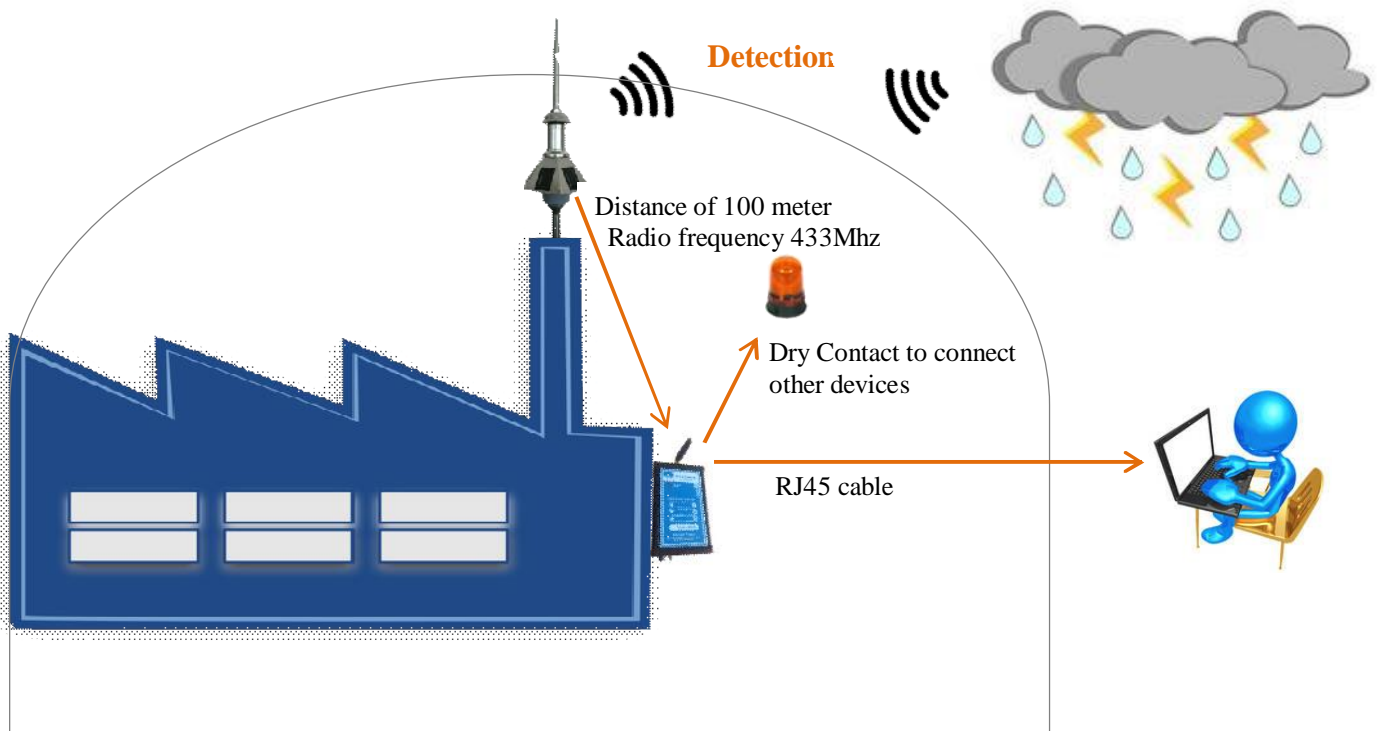 Detection
Distance of 100 meter
Radio frequency 433Mhz
Dry Contact to connect
other devices
RJ45 cable